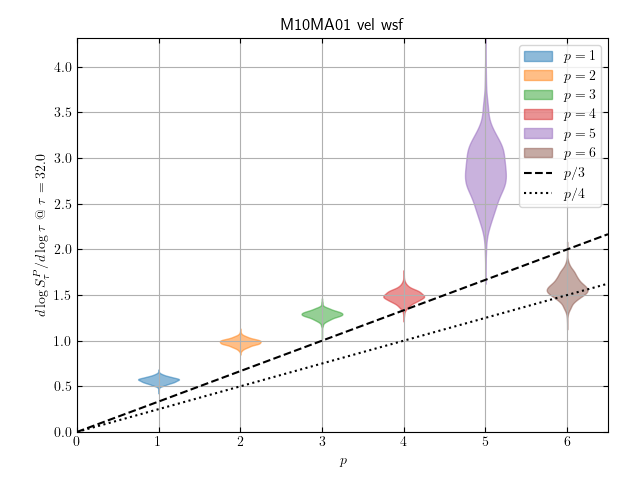 M10MA01 vel wsf
d log S_τ^P / d log τ @ τ = 32.0
4.0
3.5
3.0
2.5
2.0
1.5
1.0
0.5
0.0
0 1 2 3 4 5 6
p
p = 1
p = 2
p = 3
p = 4
p = 5
p = 6
p/3
p/4